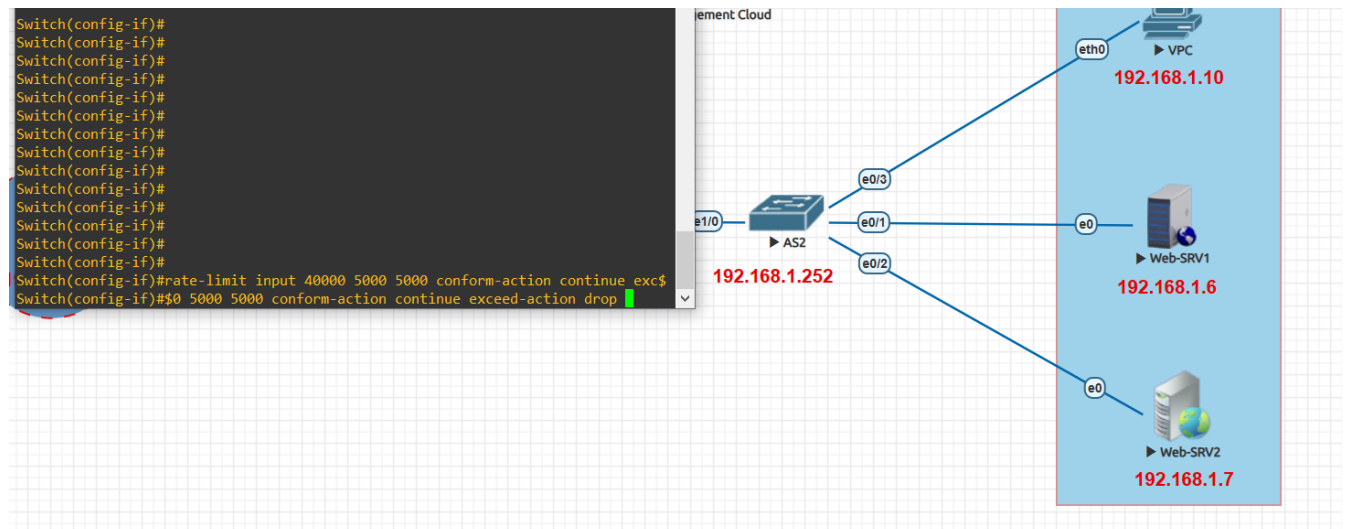 Switch(config-if)#
Switch(config-if)#
Switch(config-if)#
Switch(config-if)#
Switch(config-if)#
Switch(config-if)#
Switch(config-if)#
Switch(config-if)#
Switch(config-if)#
Switch(config-if)#
Switch(config-if)#
Switch(config-if)#
Switch(config-if)#
Switch(config-if)#
Switch(config-if)#rate-limit input 40000 5000 5000 conform-action continue exc$
Switch(config-if)#$0 5000 5000 conform-action continue exceed-action drop
ement Cloud
eth0
VPC
192.168.1.10
e0/3
e1/0
e0/1
e0
AS2
e0/2
192.168.1.252
Web-SRV1
192.168.1.6
e0
Web-SRV2
192.168.1.7